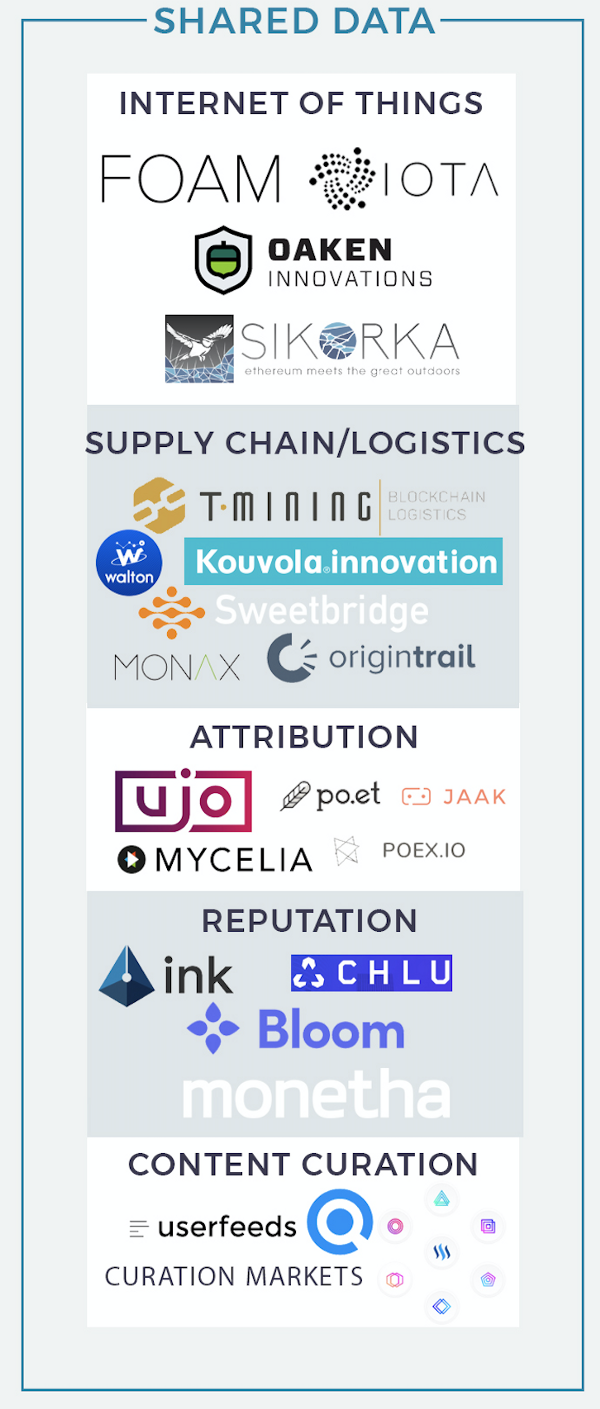 SHARED DATA
INTERNET OF THINGS
FOAM IOTA
OAKEN
INNOVATIONS
SIKORKA
ethereum meets the great outdoors
SUPPLY CHAIN/LOGISTICS
T-MINING BLOCKCHAIN
LOGISTICS
W
walton
Kouvola®innovation
Sweetbridge
MONAX origintrail
ATTRIBUTION
ujo po.et JAAK
MYCELIA POEX.IO
REPUTATION
ink CHLU
Bloom
monetha
CONTENT CURATION
userfeeds
CURATION MARKETS